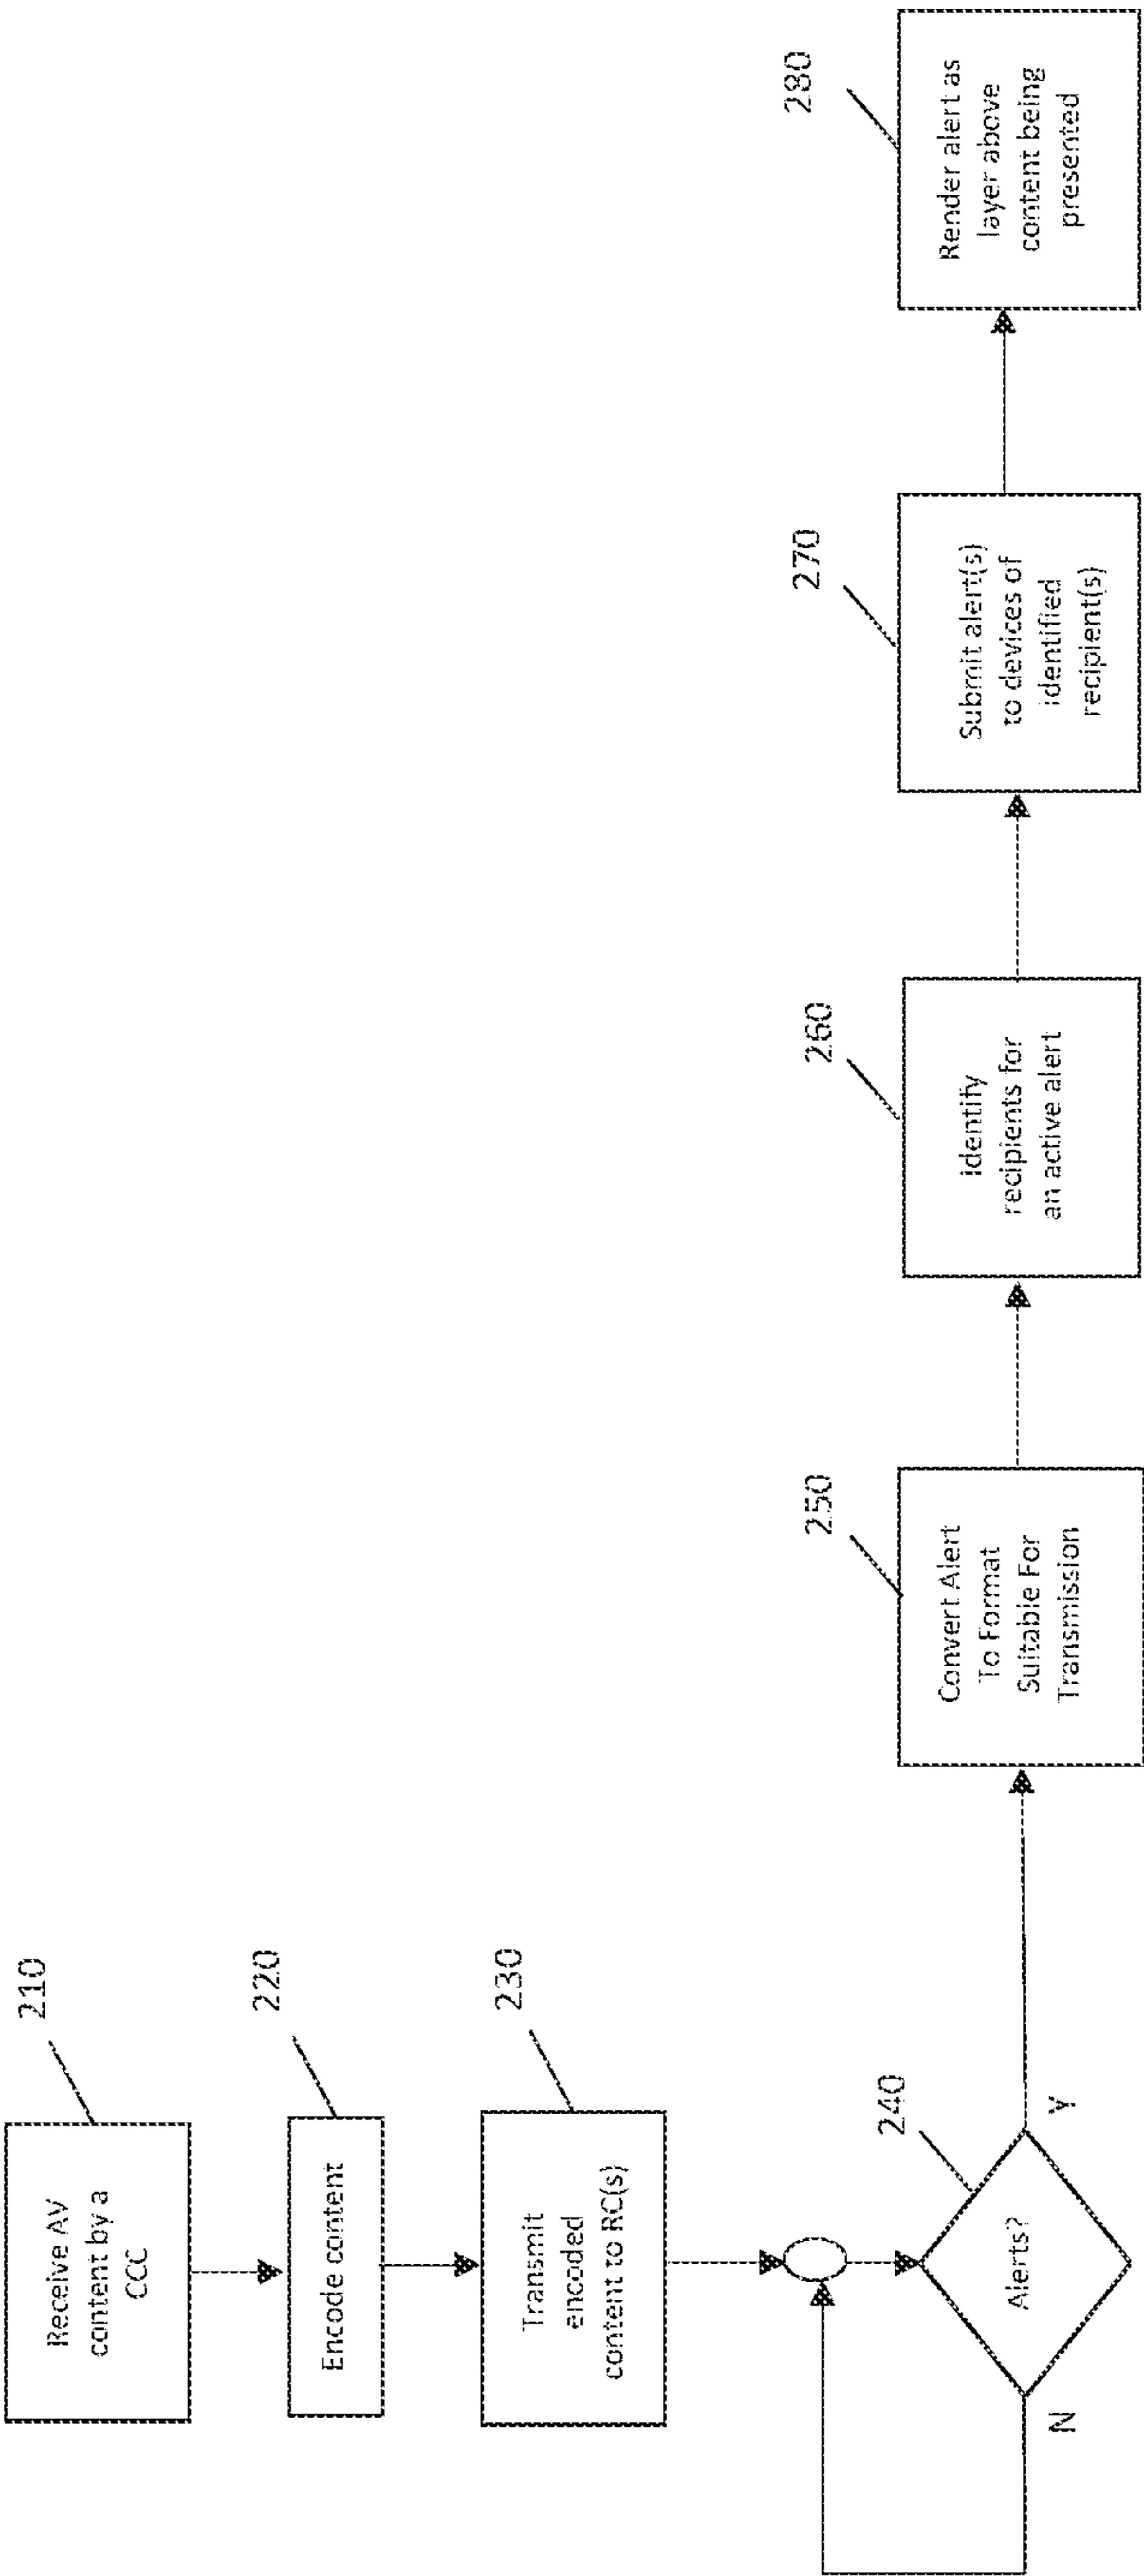 210
Receive AV
content by a
CCC
220
Encode content
230
Transmit
encoded
content to RC(s)
240
Alerts?
N
Y
250
Convert Alert
To Format
Suitable For
Transmission
260
Identify
recipients for
an active alert
270
Submit alert(s)
to devices of
identified
recipient(s)
280
Render alert as
layer above
content being
presented